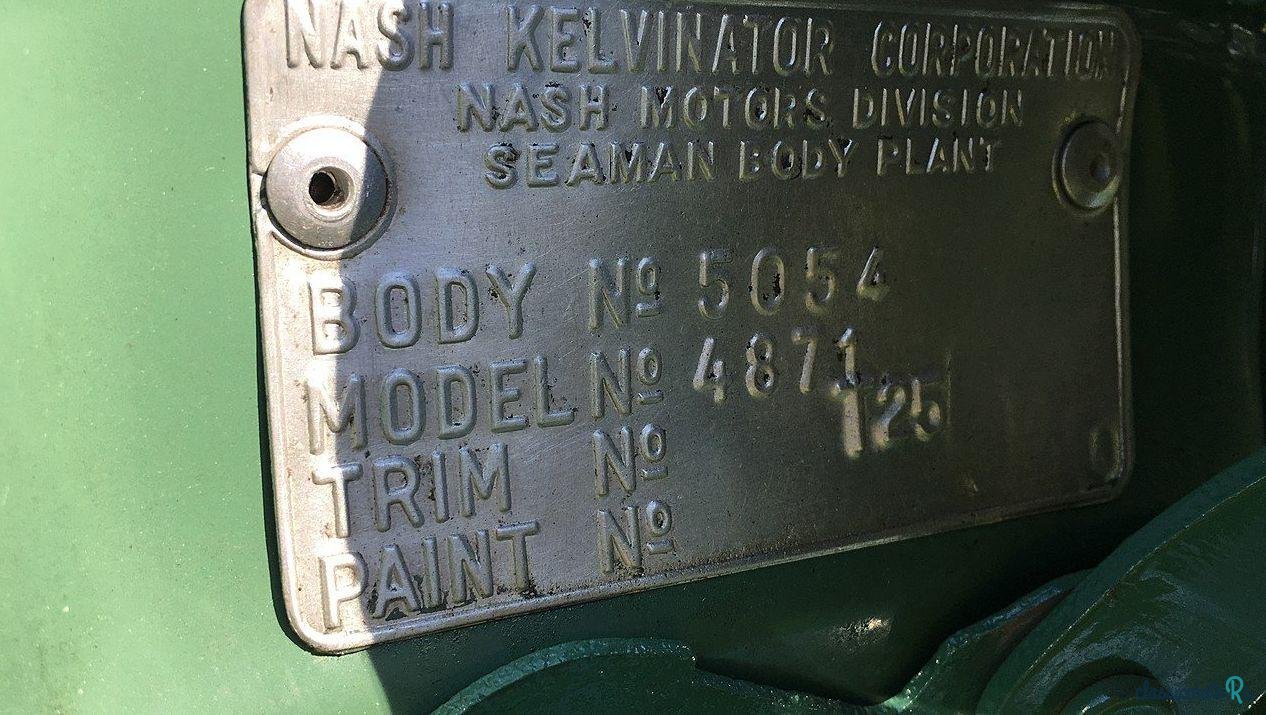 NASH KELVINATOR CORPORATION
NASH MOTORS DIVISION
SEAMAN BODY PLANT
BODY Nº 5054
MODEL Nº 4871
125
TRIM Nº
PAINT Nº